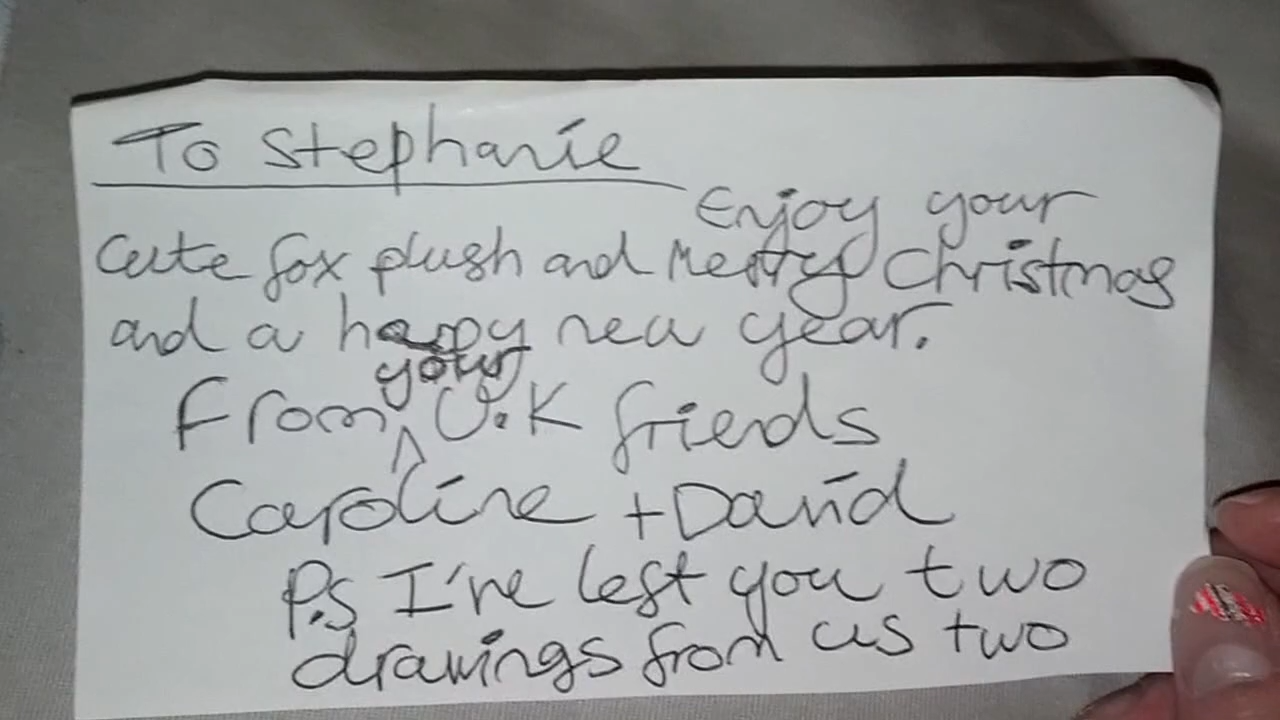 To Stephanie
Enjoy your
cute fox plush and Merry Christmas
and a happy new year.
From your U.K friends
Caroline + David
P.S I've left you two
drawings from us two